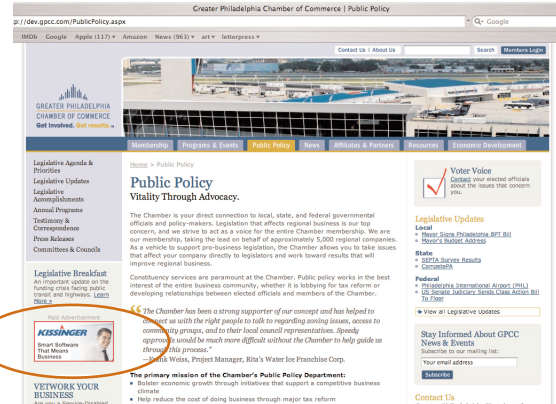 Greater Philadelphia Chamber of Commerce | Public Policy
p://dev.gpcc.com/PublicPolicy.aspx
Q Google
IMDb Google Apple (117) Amazon News (963) art letterpress
Contact Us | About Us
Search Members Login
GREATER PHILADELPHIA
CHAMBER OF COMMERCE
Get involved. Get results.
Membership Programs & Events Public Policy News Affiliates & Partners Resources Economic Development
Legislative Agenda &
Priorities
Legislative Updates
Legislative
Accomplishments
Annual Programs
Testimony &
Correspondence
Press Releases
Committees & Councils
Legislative Breakfast
An important update on the
funding crisis facing public
transit and highways. Learn
More »
Paid Advertisement
KISSINGER
Smart Software
That Means
Business
VETWORK YOUR
BUSINESS
Are you a Service-Disabled
Home > Public Policy
Public Policy
Vitality Through Advocacy.
The Chamber is your direct connection to local, state, and federal governmental
officials and policy-makers. Legislation that affects regional business is our top
concern, and we strive to act as a voice for the entire Chamber membership. We are
our membership, taking the lead on behalf of approximately 5,000 regional companies.
As a vehicle to support pro-business legislation, the Chamber allows you to take issues
that affect your company directly to legislators and work toward results that will
improve regional business.
Constituency services are paramount at the Chamber. Public policy works in the best
interest of the entire business community, whether it is lobbying for tax reform or
developing relationships between elected officials and members of the Chamber.
“The Chamber has been a strong supporter of our concept and has helped to
connect us with the right people to talk to regarding zoning issues, access to
community groups, and to their local council representatives. Speedy
approvals would be much more difficult without the Chamber to help guide us
through this process.”
—Frank Weiss, Project Manager, Rita's Water Ice Franchise Corp.
The primary mission of the Chamber's Public Policy Department:
Bolster economic growth through initiatives that support a competitive business
climate
Help reduce the cost of doing business through major tax reform
Voter Voice
Contact your elected officials
about the issues that concern
you.
Legislative Updates
Local
Mayor Signs Philadelphia BPT Bill
Mayor's Budget Address
State
SEPTA Survey Results
CompetePA
Federal
Philadelphia International Airport (PHL)
US Senate Judiciary Sends Class Action Bill
To Floor
View all Legislative Updates
Stay Informed About GPCC
News & Events
Subscribe to our mailing list:
Your email address
Subscribe
Contact Us